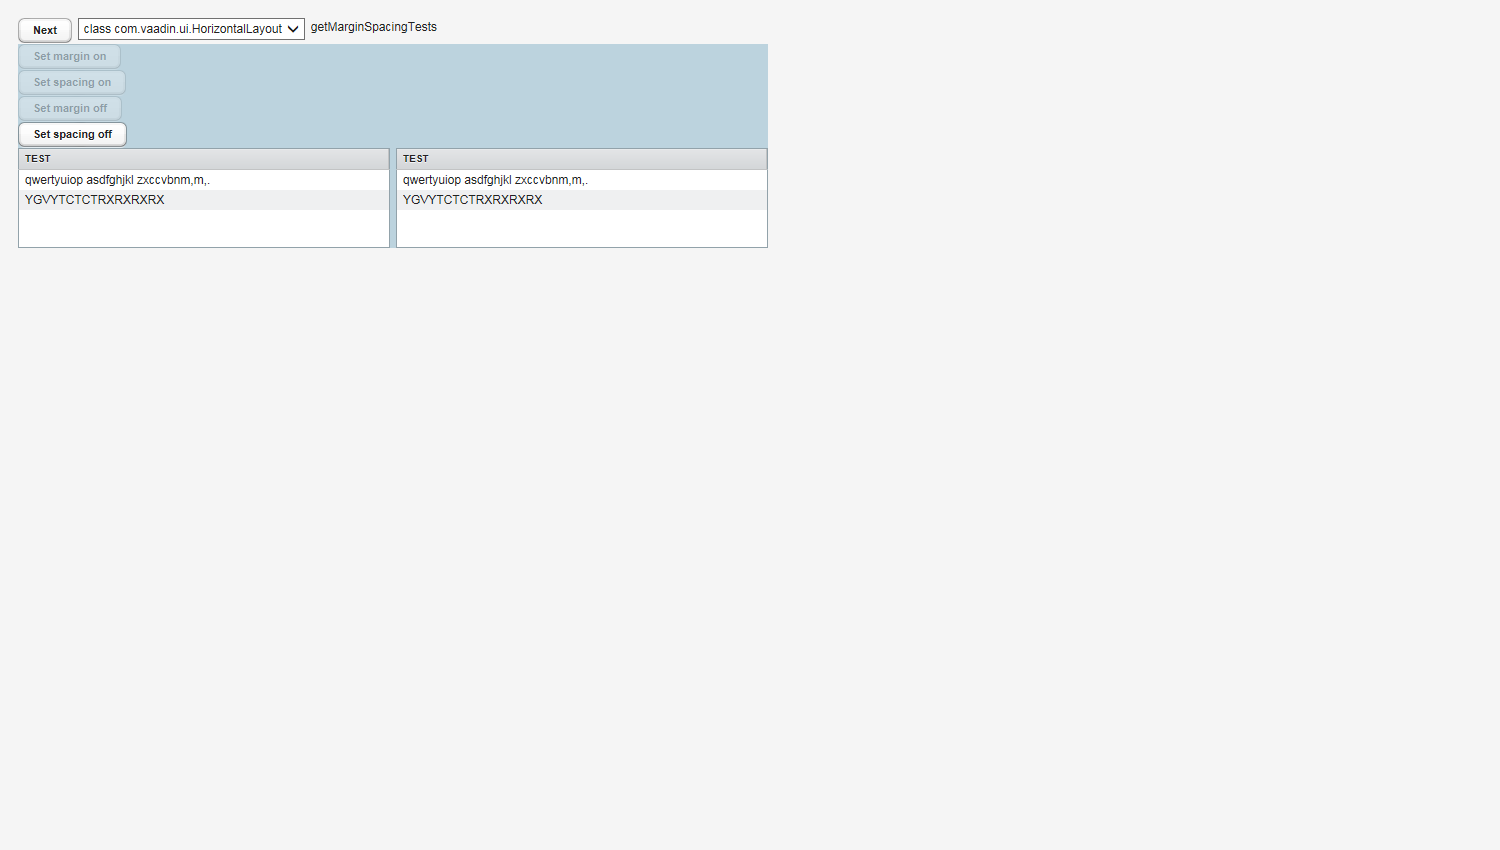 Next class com.vaadin.ui.HorizontalLayout getMarginSpacingTests
Set margin on
Set spacing on
Set margin off
Set spacing off
TEST TEST
qwertyuiop asdfghjkl zxccvbnm,m,. qwertyuiop asdfghjkl zxccvbnm,m,.
YGVYTCTCTRXRXRXRX YGVYTCTCTRXRXRXRX